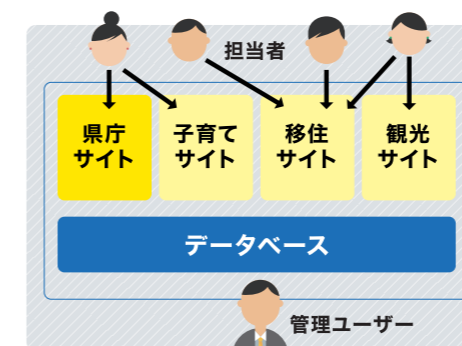 担当者
県庁
サイト
子育て
サイト
移住
サイト
観光
サイト
データベース
管理ユーザー